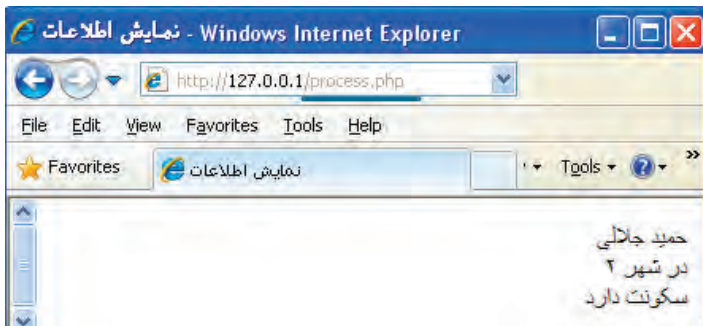 نمایش اطلاعات - Windows Internet Explorer
http://127.0.0.1/process.php
File Edit View Favorites Tools Help
Favorites نمایش اطلاعات Tools
حمید جلالی
در شهر ۲
سکونت دارد